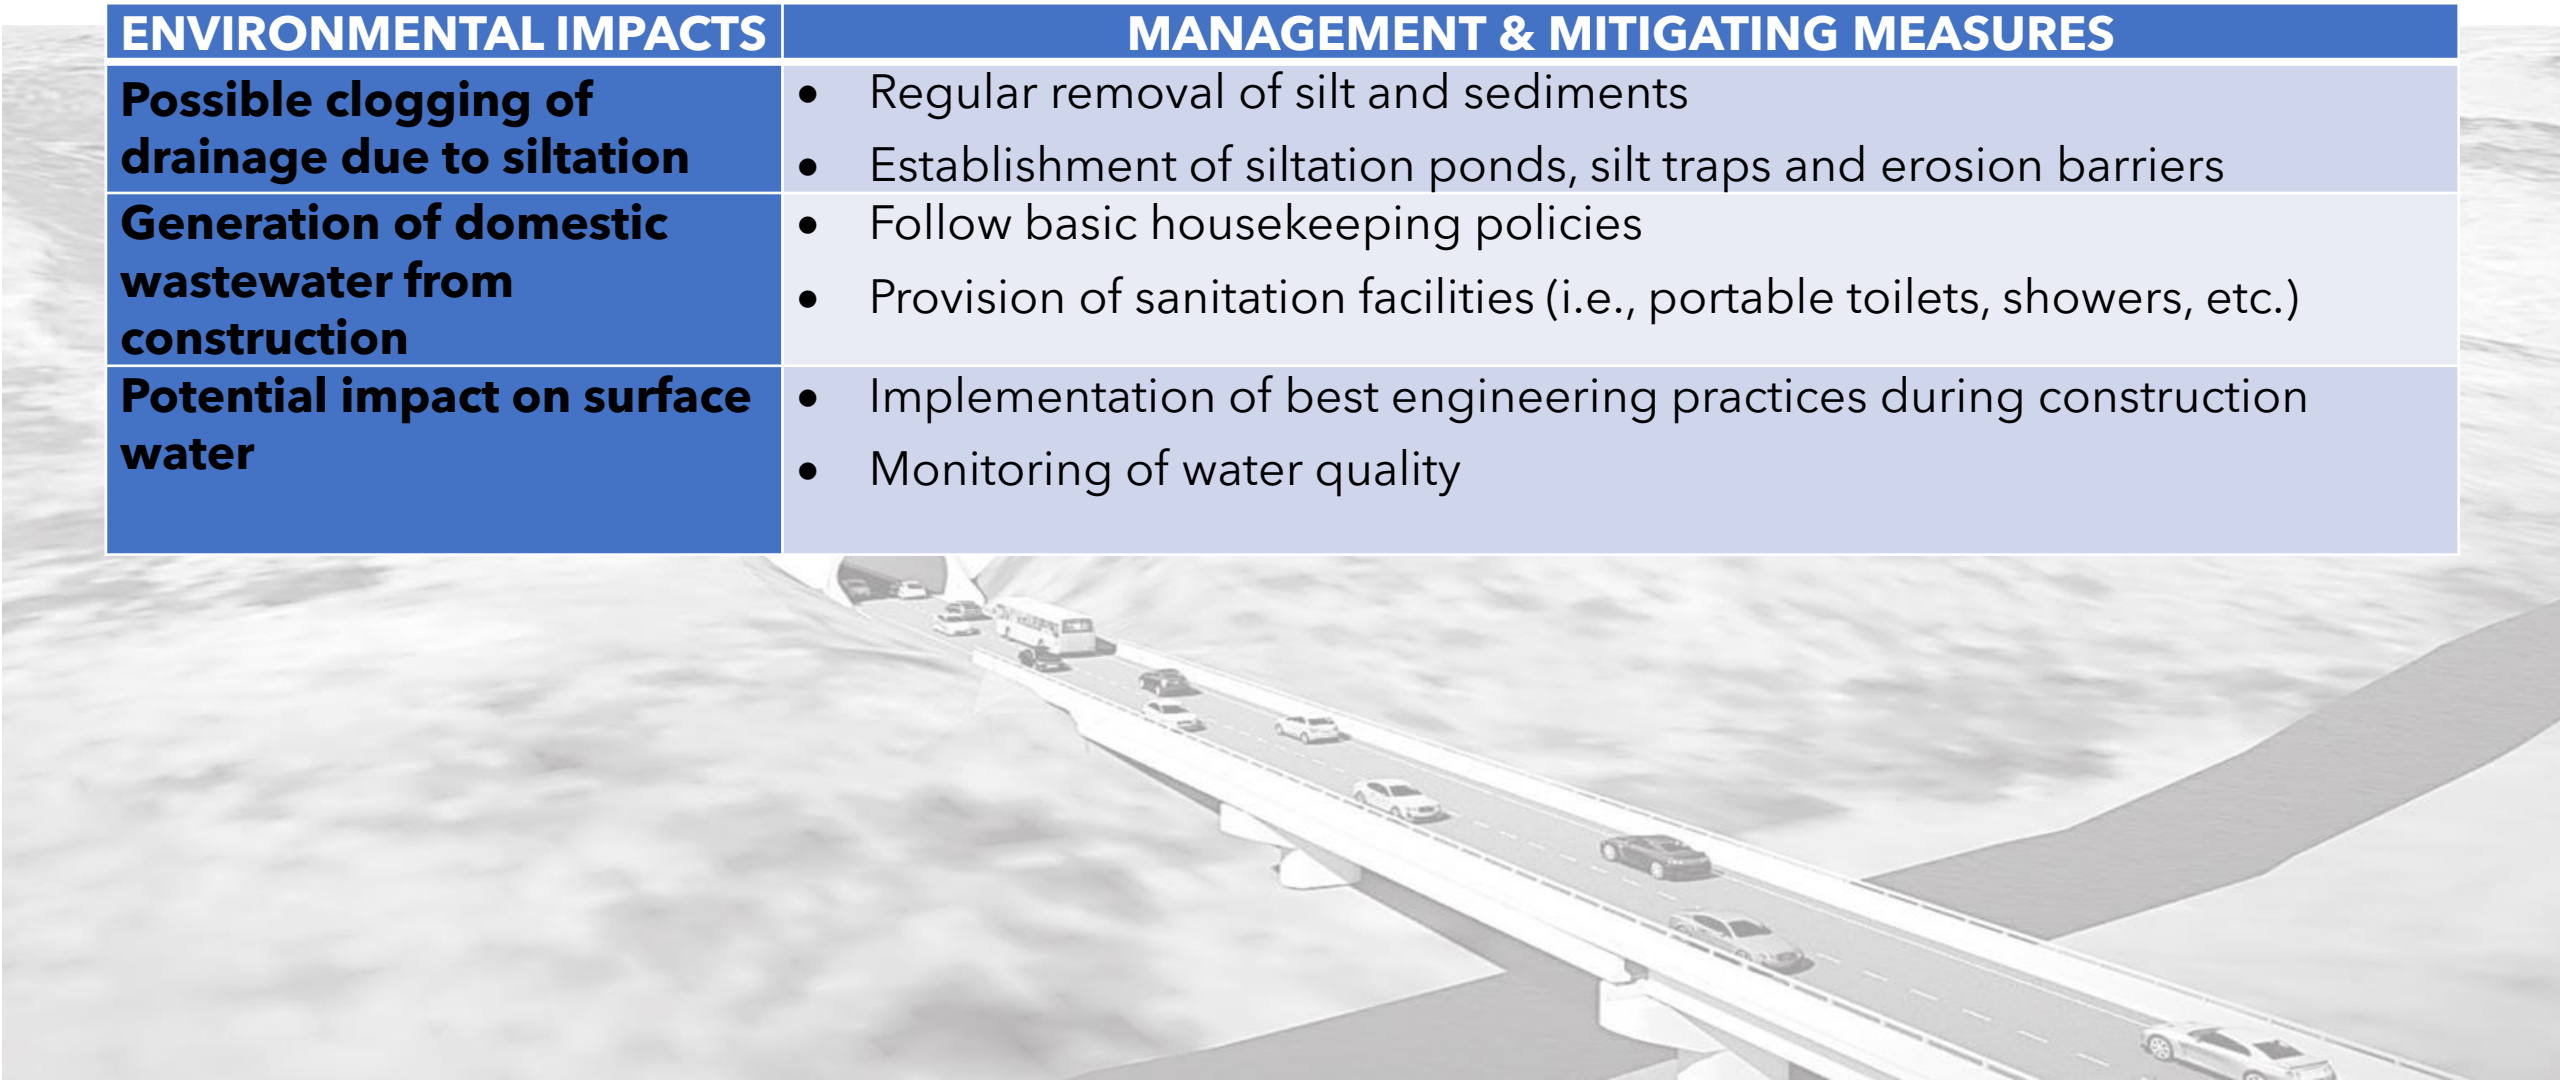 ENVIRONMENTAL IMPACTS
MANAGEMENT & MITIGATING MEASURES
Possible clogging of
drainage due to siltation
• Regular removal of silt and sediments
• Establishment of siltation ponds, silt traps and erosion barriers
Generation of domestic
wastewater from
construction
• Follow basic housekeeping policies
• Provision of sanitation facilities (i.e., portable toilets, showers, etc.)
Potential impact on surface
water
• Implementation of best engineering practices during construction
• Monitoring of water quality